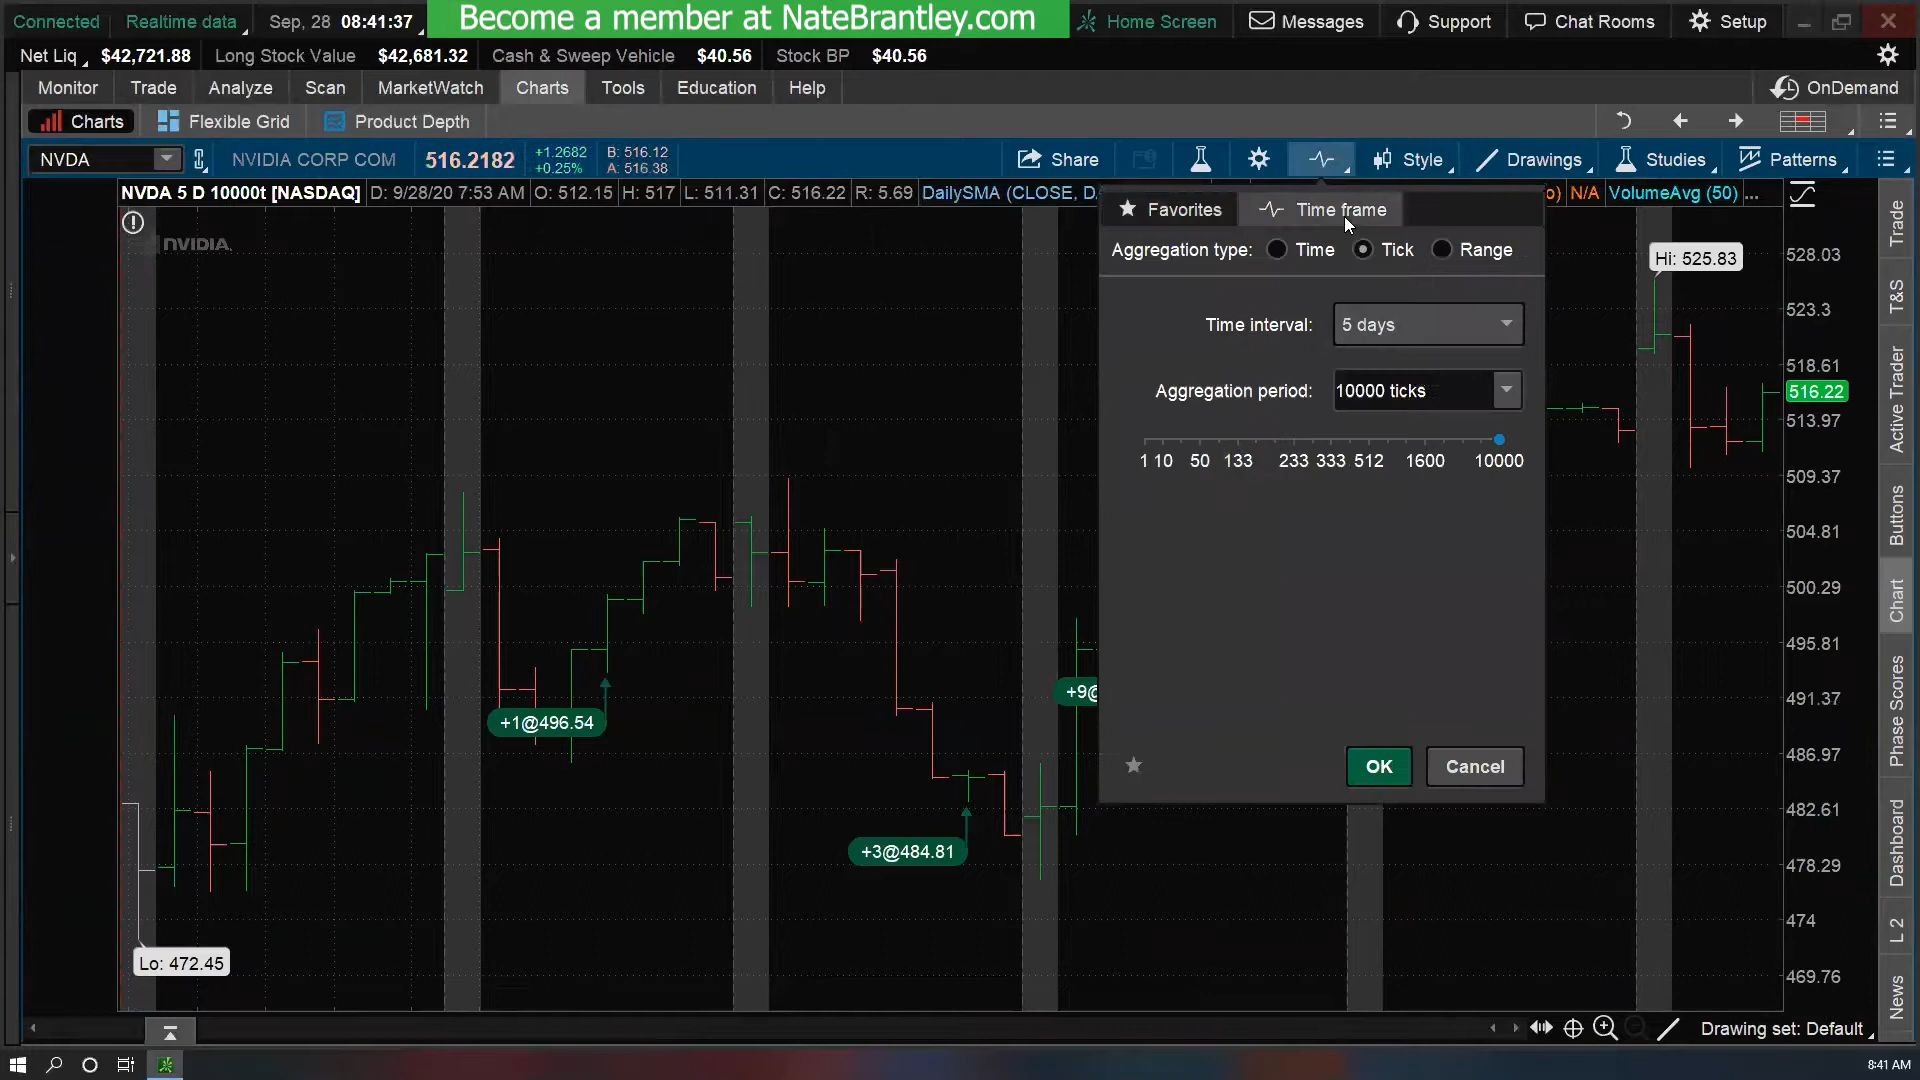 Connected Realtime data Sep, 28 08:41:37 Become a member at NateBrantley.com Home Screen Messages Support Chat Rooms Setup
Net Liq $42,721.88 Long Stock Value $42,681.32 Cash & Sweep Vehicle $40.56 Stock BP $40.56
Monitor Trade Analyze Scan MarketWatch Charts Tools Education Help OnDemand
Charts Flexible Grid Product Depth
NVDA NVIDIA CORP COM 516.2182 +1.2682 +0.25% B: 516.12 A: 516.38 Share Style Drawings Studies Patterns
NVDA 5 D 10000t [NASDAQ] D: 9/28/20 7:53 AM O: 512.15 H: 517 L: 511.31 C: 516.22 R: 5.69 DailySMA (CLOSE, DA o) N/A VolumeAvg (50) ...
Favorites Time frame
NVIDIA.
Aggregation type: Time Tick Range
Hi: 525.83
Time interval: 5 days
Aggregation period: 10000 ticks
1 10 50 133 233 333 512 1600 10000
+9@
+1@496.54
OK Cancel
+3@484.81
Lo: 472.45
528.03
523.3
518.61
516.22
513.97
509.37
504.81
500.29
495.81
491.37
486.97
482.61
478.29
474
469.76
Trade
T&S
Active Trader
Buttons
Chart
Phase Scores
Dashboard
L 2
News
Drawing set: Default
8:41 AM